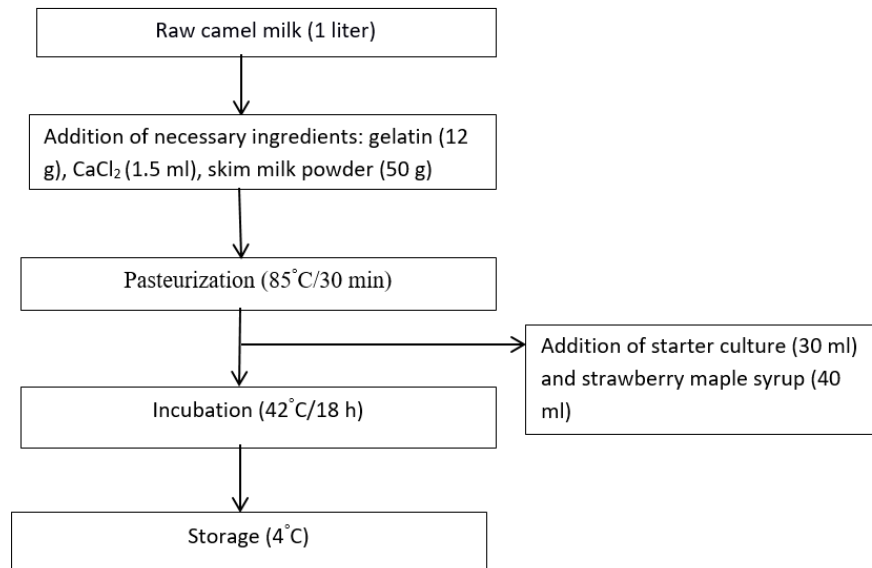 Raw camel milk (1 liter)
Addition of necessary ingredients: gelatin (12
g), CaCl₂ (1.5 ml), skim milk powder (50 g)
Pasteurization (85°C/30 min)
Addition of starter culture (30 ml)
and strawberry maple syrup (40
ml)
Incubation (42°C/18 h)
Storage (4°C)